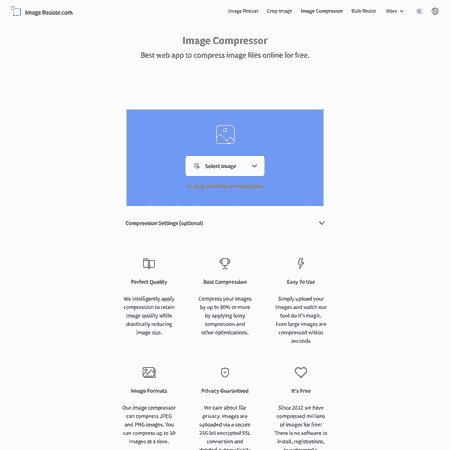 Image Resizer.com
Image Resizer Crop Image Image Compressor Bulk Resize More
Image Compressor
Best web app to compress image files online for free.
Select Image
or, drag and drop an image here
Compression Settings (optional)
Perfect Quality
We intelligently apply
compression to retain
image quality while
drastically reducing
image size.
Best Compression
Compress your images
by up to 80% or more
by applying lossy
compression and
other optimizations.
Easy To Use
Simply upload your
images and watch our
tool do it's magic.
Even large images are
compressed within
seconds
Image Formats
Our image compressor
can compress JPEG
and PNG images. You
can compress up to 50
images at a time.
Privacy Guaranteed
We care about file
privacy. Images are
uploaded via a secure
256-bit encrypted SSL
connection and
deleted automatically
It's Free
Since 2012 we have
compressed millions
of images for free!
There is no software to
install, registrations,